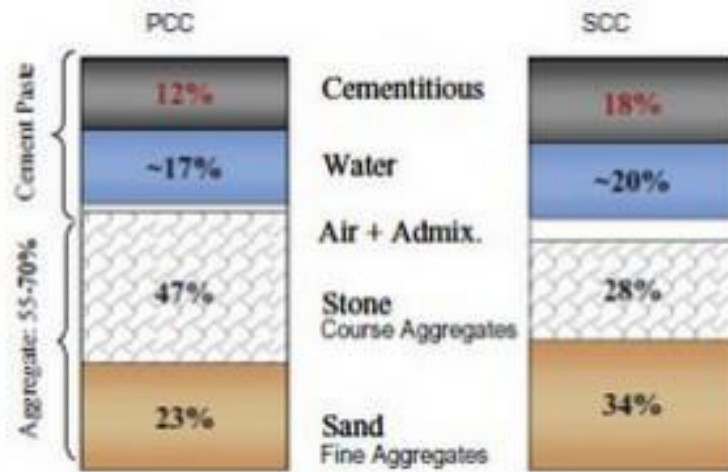 PCC
SCC
Cement Paste
Aggregate: 55-70%
12%
Cementitious
18%
~17%
Water
~20%
Air + Admix.
47%
Stone
Course Aggregates
28%
23%
Sand
Fine Aggregates
34%